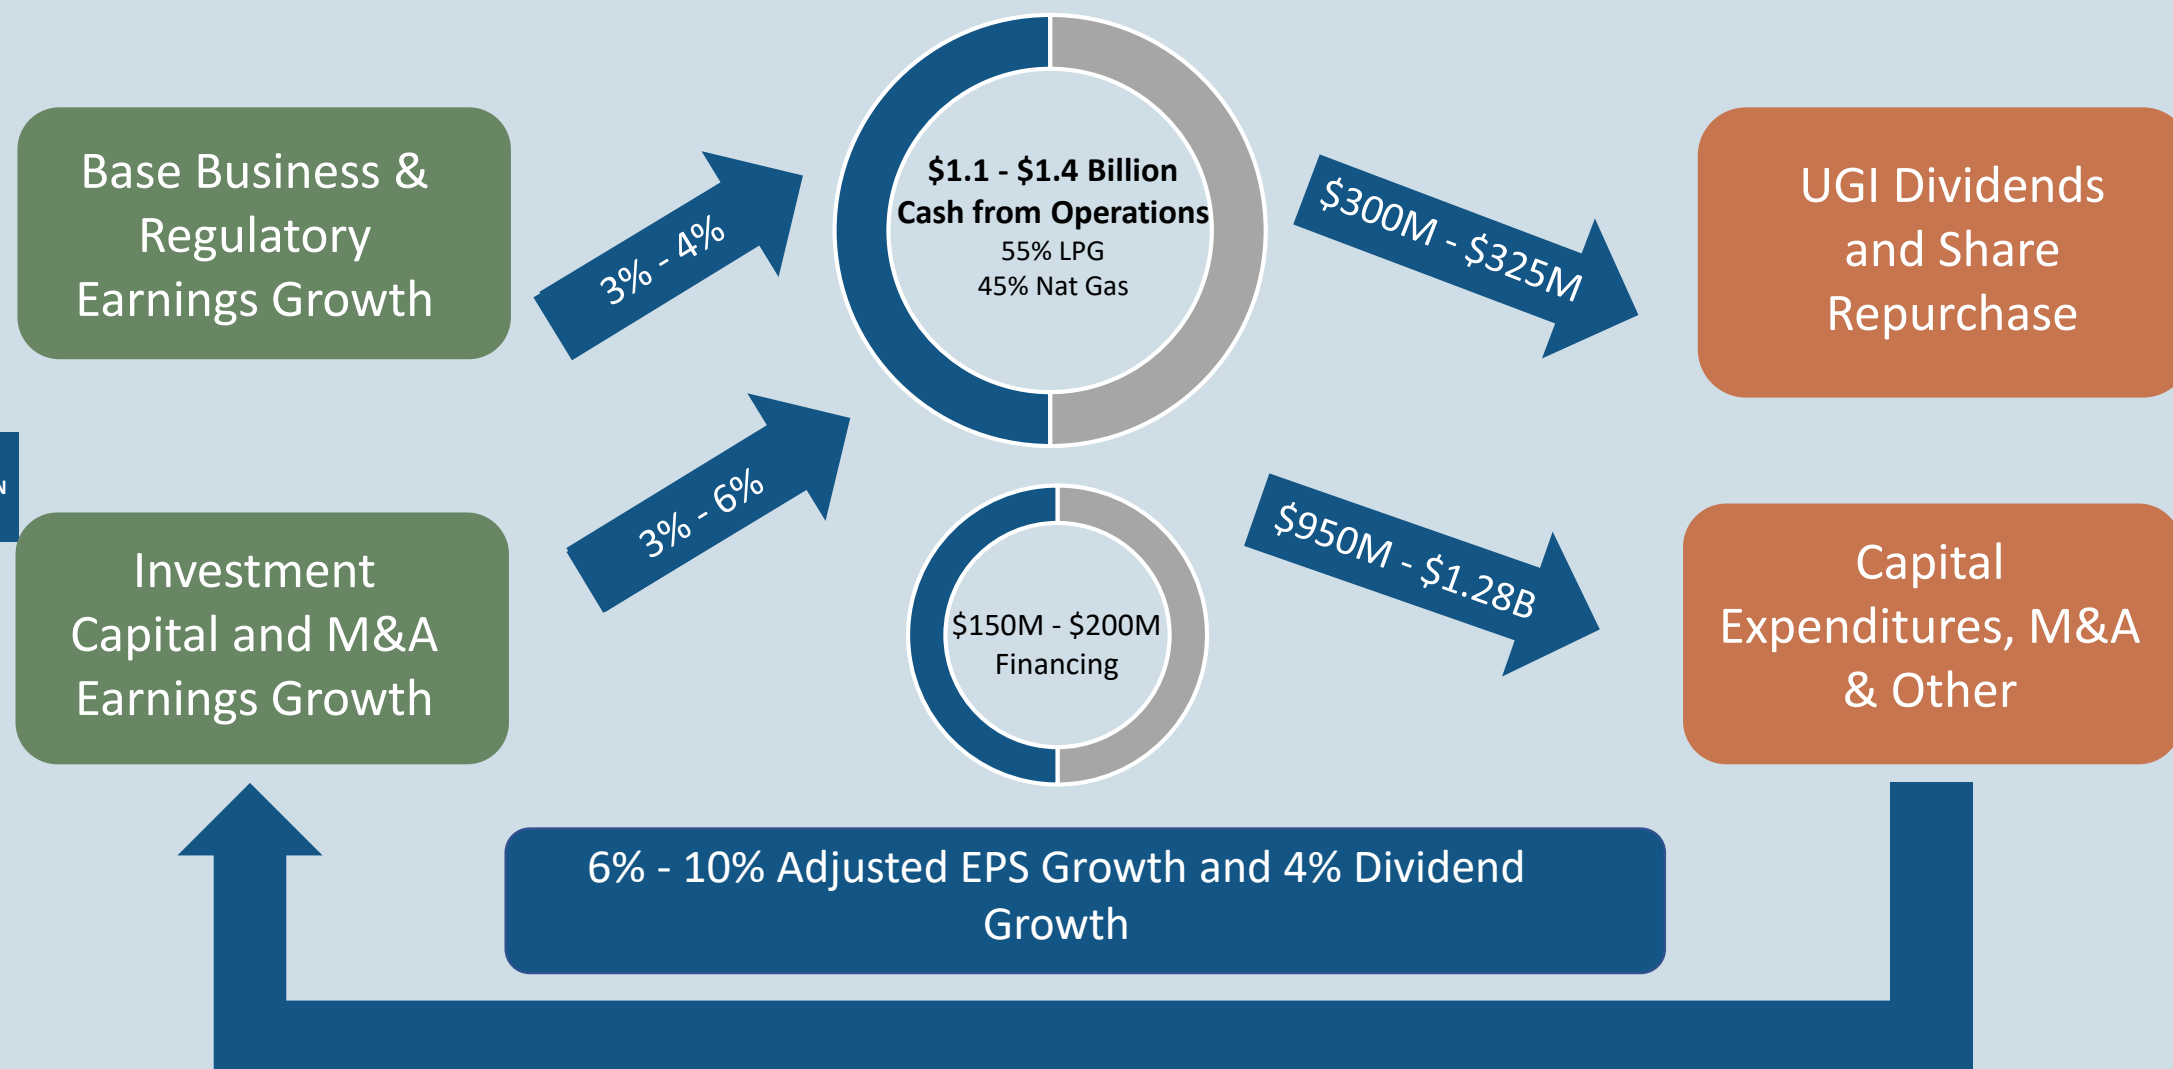 Base Business &
Regulatory
Earnings Growth
3% - 4%
$1.1 - $1.4 Billion
Cash from Operations
55% LPG
45% Nat Gas
$300M - $325M
UGI Dividends
and Share
Repurchase
N
Investment
Capital and M&A
Earnings Growth
3% - 6%
$150M - $200M
Financing
$950M - $1.28B
Capital
Expenditures, M&A
& Other
6% - 10% Adjusted EPS Growth and 4% Dividend
Growth